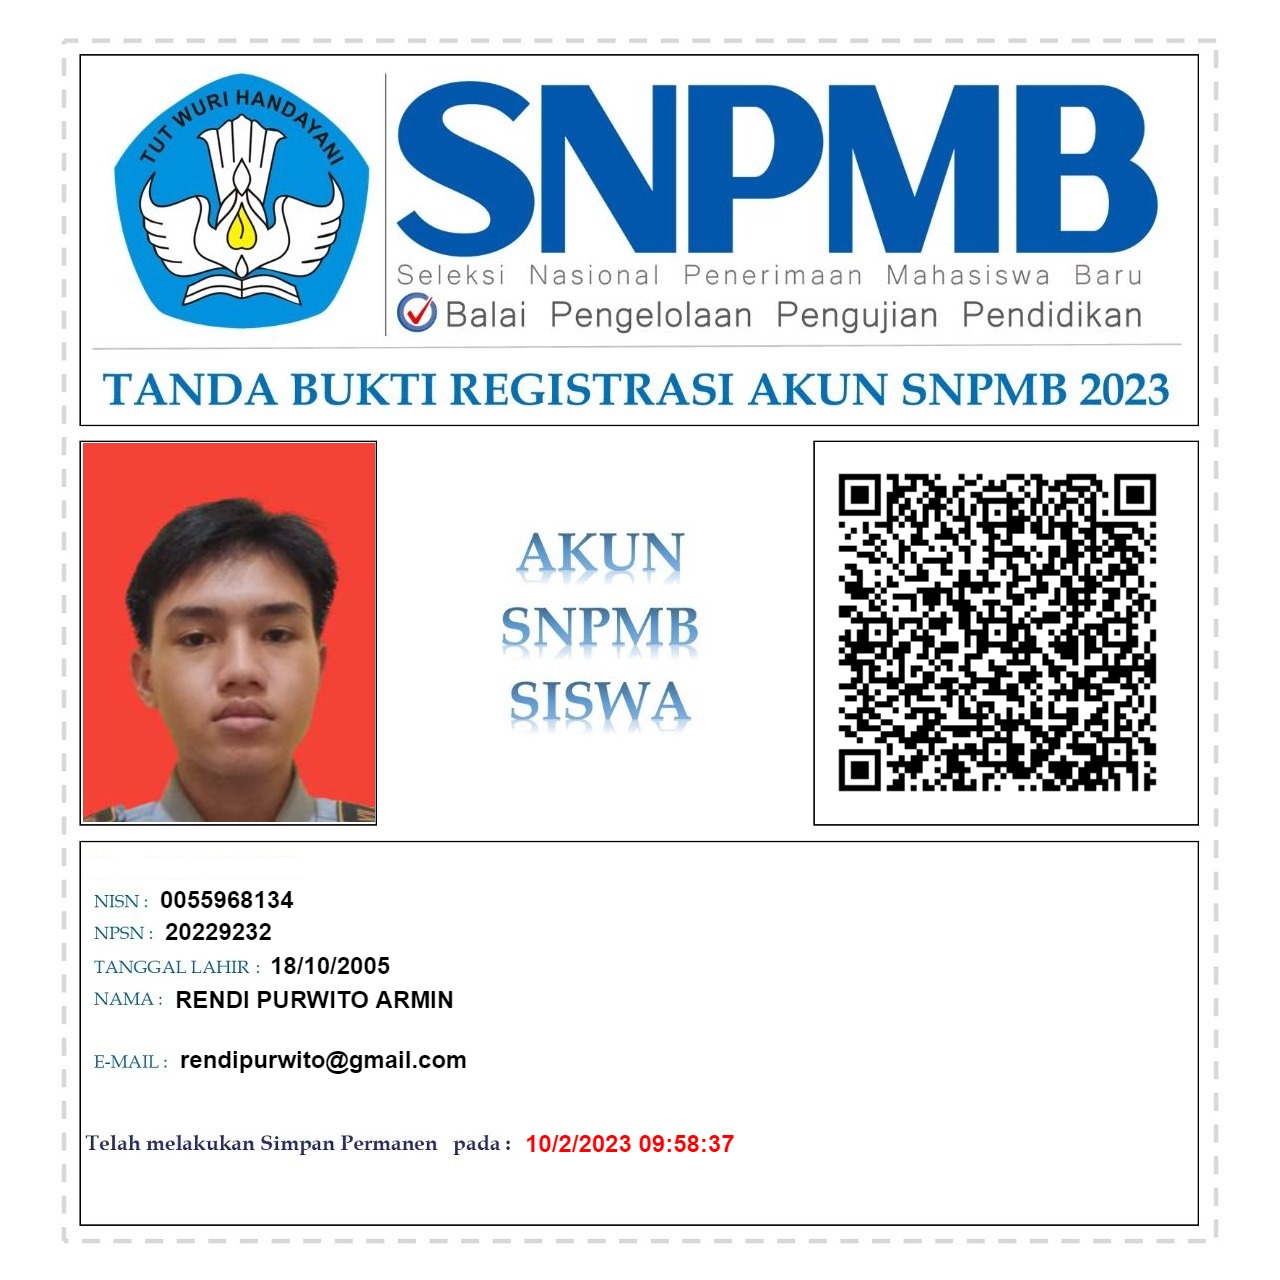 TUT WURI HANDAYANI
SNPMB
Seleksi Nasional Penerimaan Mahasiswa Baru
Balai Pengelolaan Pengujian Pendidikan
TANDA BUKTI REGISTRASI AKUN SNPMB 2023
AKUN
SNPMB
SISWA
NISN : 0055968134
NPSN : 20229232
TANGGAL LAHIR : 18/10/2005
NAMA : RENDI PURWITO ARMIN
E-MAIL : rendipurwito@gmail.com
Telah melakukan Simpan Permanen pada : 10/2/2023 09:58:37